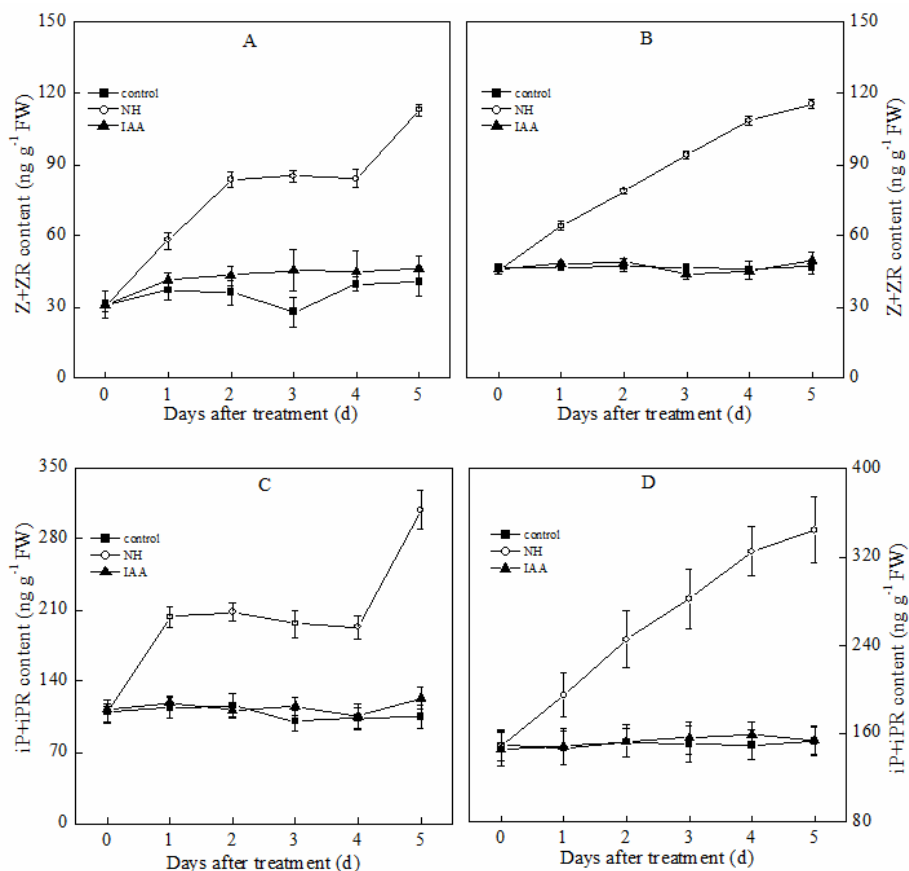 A
control
NH
IAA
150
120
90
60
30
0
Z+ZR content (ng g⁻¹ FW)
0 1 2 3 4 5
Days after treatment (d)
B
control
NH
IAA
150
120
90
60
30
0
Z+ZR content (ng g⁻¹ FW)
0 1 2 3 4 5
Days after treatment (d)
C
control
NH
IAA
350
280
210
140
70
0
iP+iPR content (ng g⁻¹ FW)
0 1 2 3 4 5
Days after treatment (d)
D
control
NH
IAA
400
320
240
160
80
iP+iPR content (ng g⁻¹ FW)
0 1 2 3 4 5
Days after treatment (d)